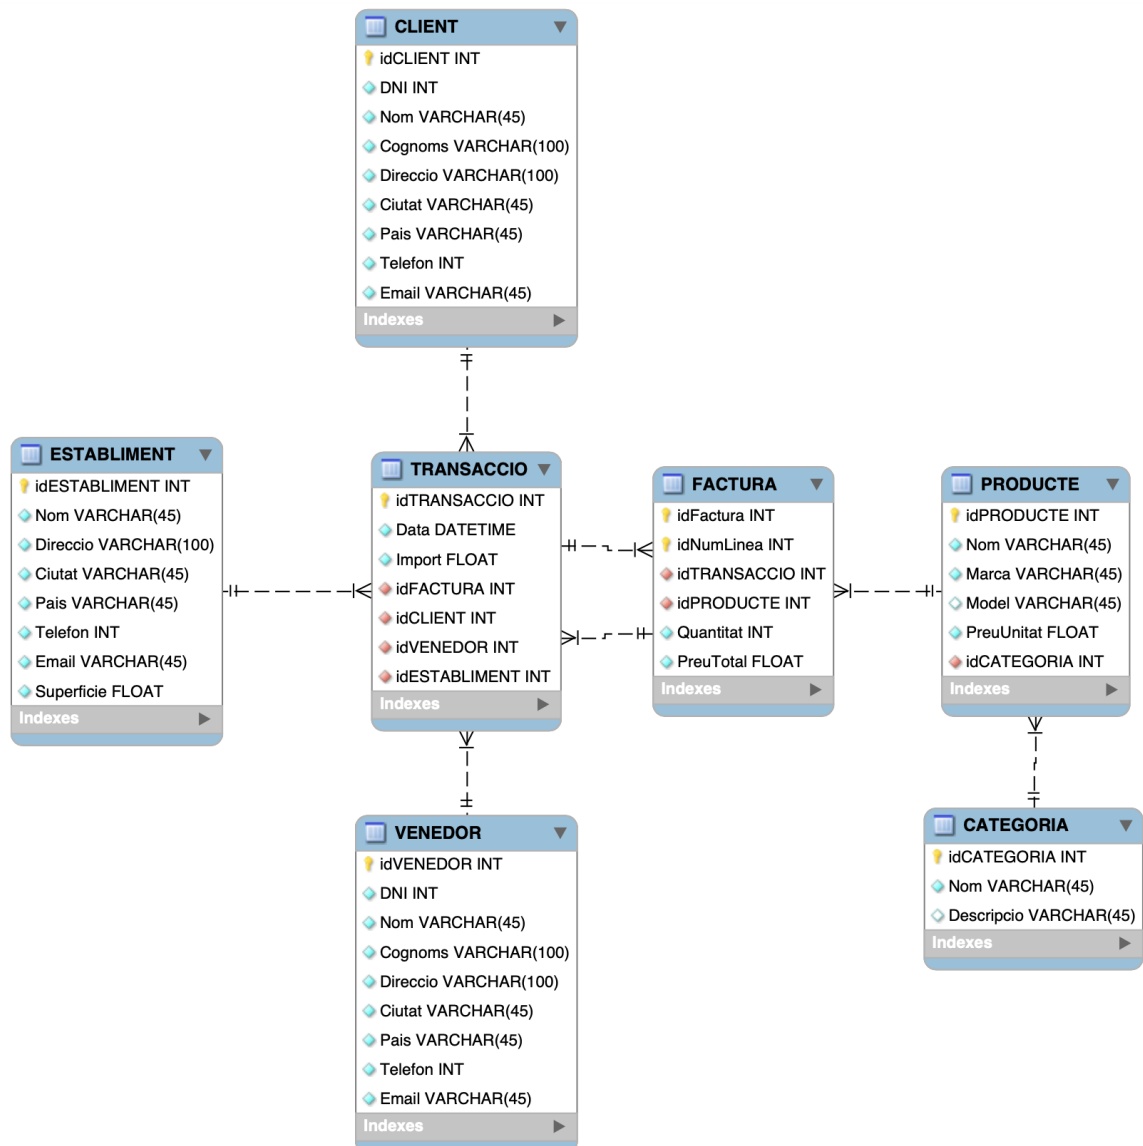 CLIENT
idCLIENT INT
DNI INT
Nom VARCHAR(45)
Cognoms VARCHAR(100)
Direccio VARCHAR(100)
Ciutat VARCHAR(45)
Pais VARCHAR(45)
Telefon INT
Email VARCHAR(45)
Indexes
ESTABLIMENT
idESTABLIMENT INT
Nom VARCHAR(45)
Direccio VARCHAR(100)
Ciutat VARCHAR(45)
Pais VARCHAR(45)
Telefon INT
Email VARCHAR(45)
Superficie FLOAT
Indexes
TRANSACCIO
idTRANSACCIO INT
Data DATETIME
Import FLOAT
idFACTURA INT
idCLIENT INT
idVENEDOR INT
idESTABLIMENT INT
Indexes
FACTURA
idFactura INT
idNumLinea INT
idTRANSACCIO INT
idPRODUCTE INT
Quantitat INT
PreuTotal FLOAT
Indexes
PRODUCTE
idPRODUCTE INT
Nom VARCHAR(45)
Marca VARCHAR(45)
Model VARCHAR(45)
PreuUnitat FLOAT
idCATEGORIA INT
Indexes
VENEDOR
idVENEDOR INT
DNI INT
Nom VARCHAR(45)
Cognoms VARCHAR(100)
Direccio VARCHAR(100)
Ciutat VARCHAR(45)
Pais VARCHAR(45)
Telefon INT
Email VARCHAR(45)
Indexes
CATEGORIA
idCATEGORIA INT
Nom VARCHAR(45)
Descripcio VARCHAR(45)
Indexes